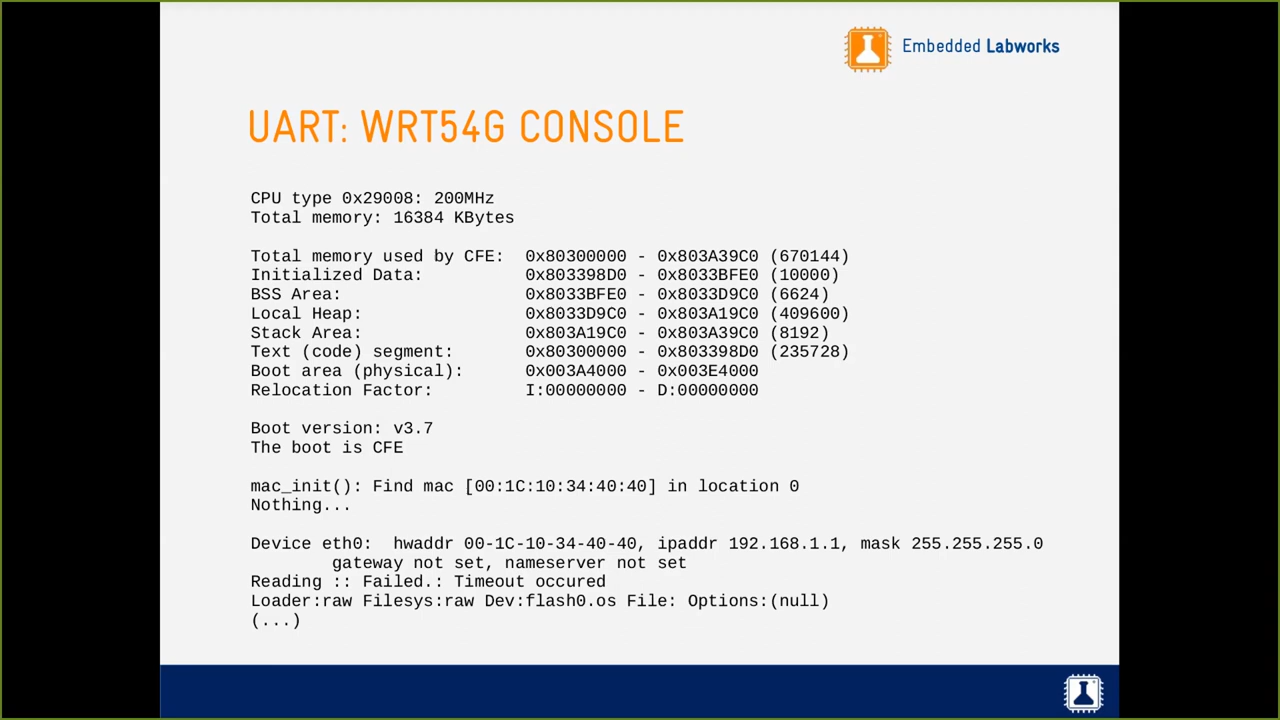 Embedded Labworks
UART: WRT54G CONSOLE
CPU type 0x29008: 200MHz
Total memory: 16384 KBytes
Total memory used by CFE:  0x80300000 - 0x803A39C0 (670144)
Initialized Data:          0x803398D0 - 0x8033BFE0 (10000)
BSS Area:                  0x8033BFE0 - 0x8033D9C0 (6624)
Local Heap:                0x8033D9C0 - 0x803A19C0 (409600)
Stack Area:                0x803A19C0 - 0x803A39C0 (8192)
Text (code) segment:       0x80300000 - 0x803398D0 (235728)
Boot area (physical):      0x003A4000 - 0x003E4000
Relocation Factor:         I:00000000 - D:00000000
Boot version: v3.7
The boot is CFE
mac_init(): Find mac [00:1C:10:34:40:40] in location 0
Nothing...
Device eth0:  hwaddr 00-1C-10-34-40-40, ipaddr 192.168.1.1, mask 255.255.255.0
gateway not set, nameserver not set
Reading :: Failed.: Timeout occured
Loader:raw Filesys:raw Dev:flash0.os File: Options:(null)
(...)